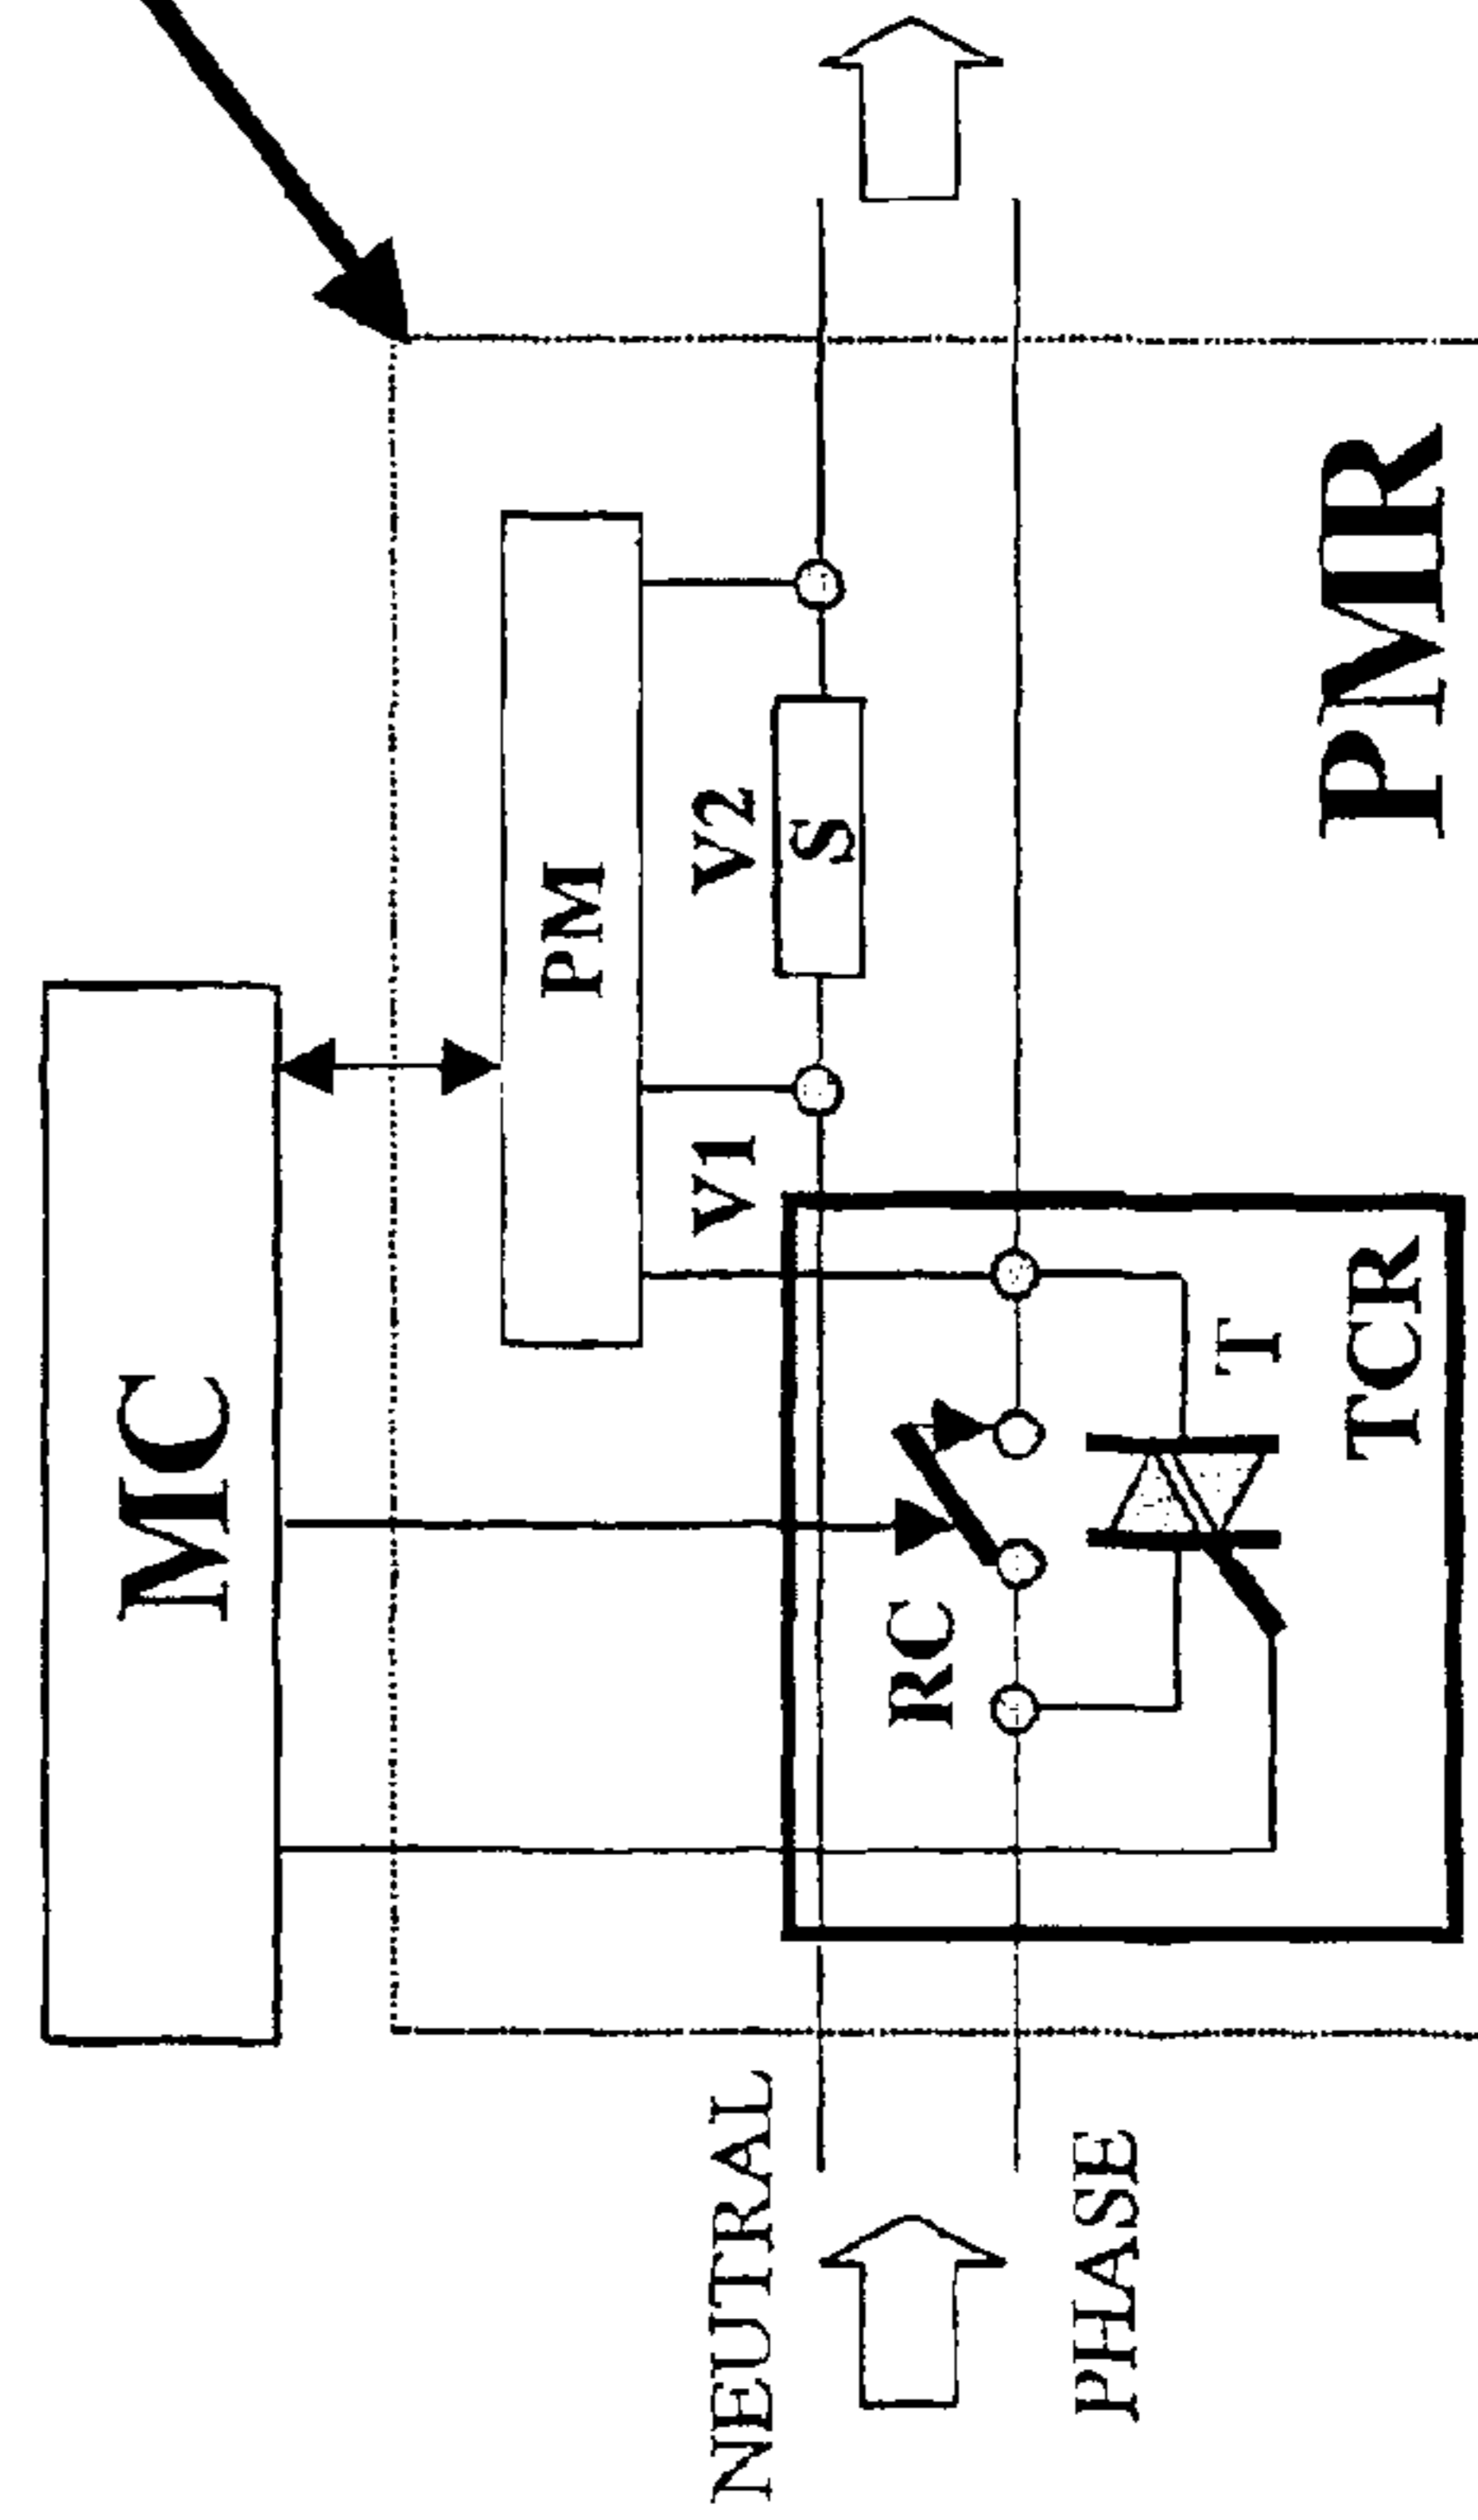 MC
PM
V1
V2
S
RC
T
TCR
PMR
NEUTRAL
PHASE